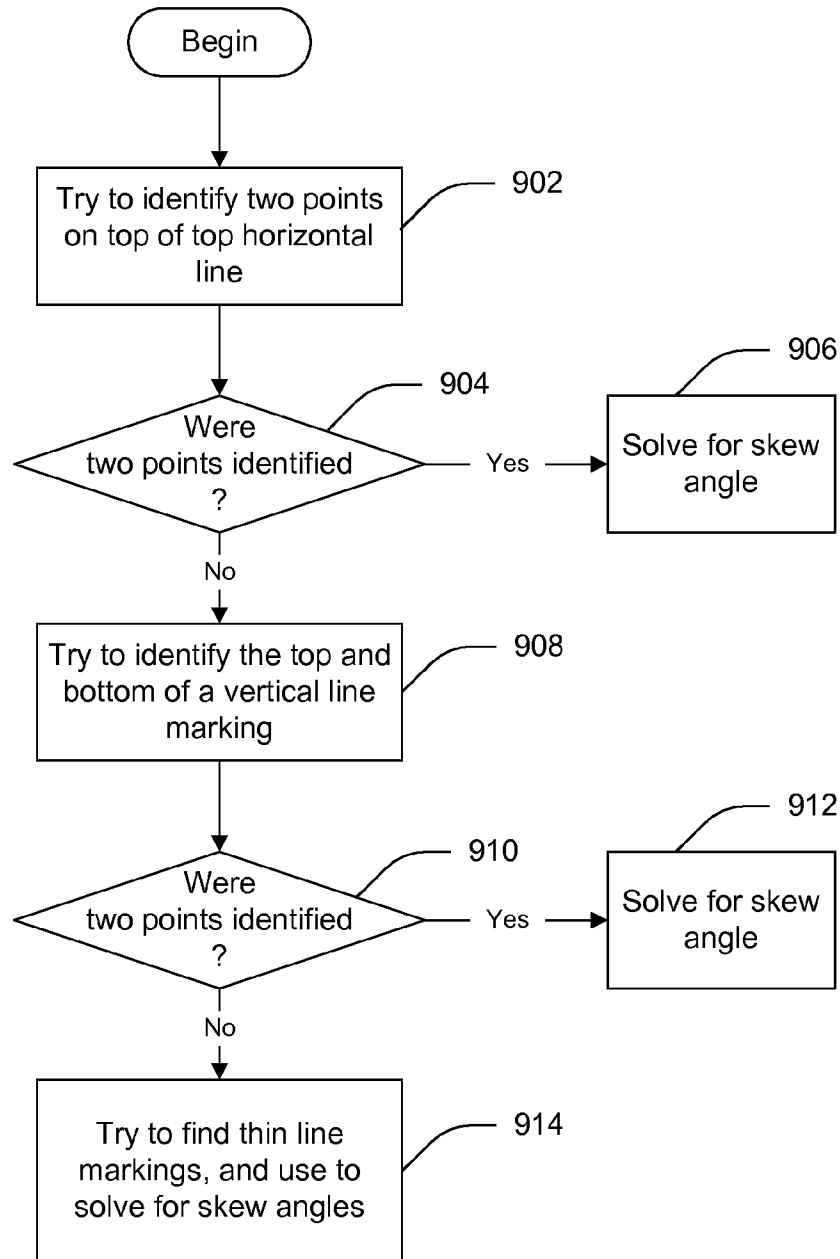 Begin
Try to identify two points
on top of top horizontal
line
902
Were
two points identified
?
904
Yes
Solve for skew
angle
906
No
Try to identify the top and
bottom of a vertical line
marking
908
Were
two points identified
?
910
Yes
Solve for skew
angle
912
No
Try to find thin line
markings, and use to
solve for skew angles
914